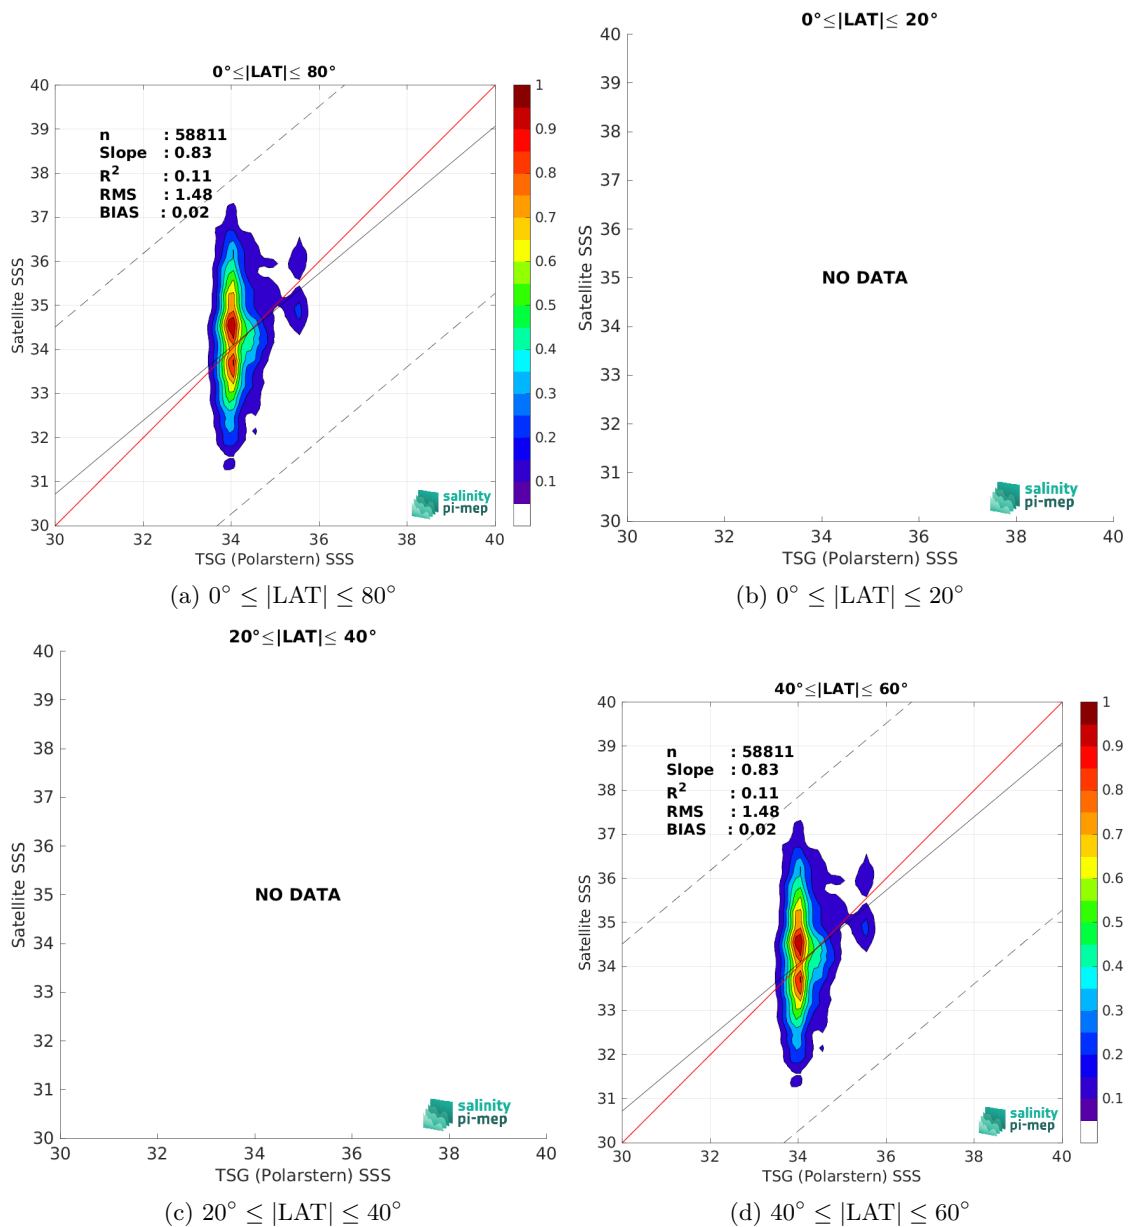 0°≤|LAT|≤ 80°
40
39
38
37
36
35
34
33
32
31
30
Satellite SSS
n : 58811
Slope : 0.83
R² : 0.11
RMS : 1.48
BIAS : 0.02
1
0.9
0.8
0.7
0.6
0.5
0.4
0.3
0.2
0.1
salinity
pi-mep
30 32 34 36 38 40
TSG (Polarstern) SSS
(a) 0° ≤ |LAT| ≤ 80°
0°≤|LAT|≤ 20°
40
39
38
37
36
35
34
33
32
31
30
Satellite SSS
NO DATA
salinity
pi-mep
30 32 34 36 38 40
TSG (Polarstern) SSS
(b) 0° ≤ |LAT| ≤ 20°
20°≤|LAT|≤ 40°
40
39
38
37
36
35
34
33
32
31
30
Satellite SSS
NO DATA
salinity
pi-mep
30 32 34 36 38 40
TSG (Polarstern) SSS
(c) 20° ≤ |LAT| ≤ 40°
40°≤|LAT|≤ 60°
40
39
38
37
36
35
34
33
32
31
30
Satellite SSS
n : 58811
Slope : 0.83
R² : 0.11
RMS : 1.48
BIAS : 0.02
1
0.9
0.8
0.7
0.6
0.5
0.4
0.3
0.2
0.1
salinity
pi-mep
30 32 34 36 38 40
TSG (Polarstern) SSS
(d) 40° ≤ |LAT| ≤ 60°